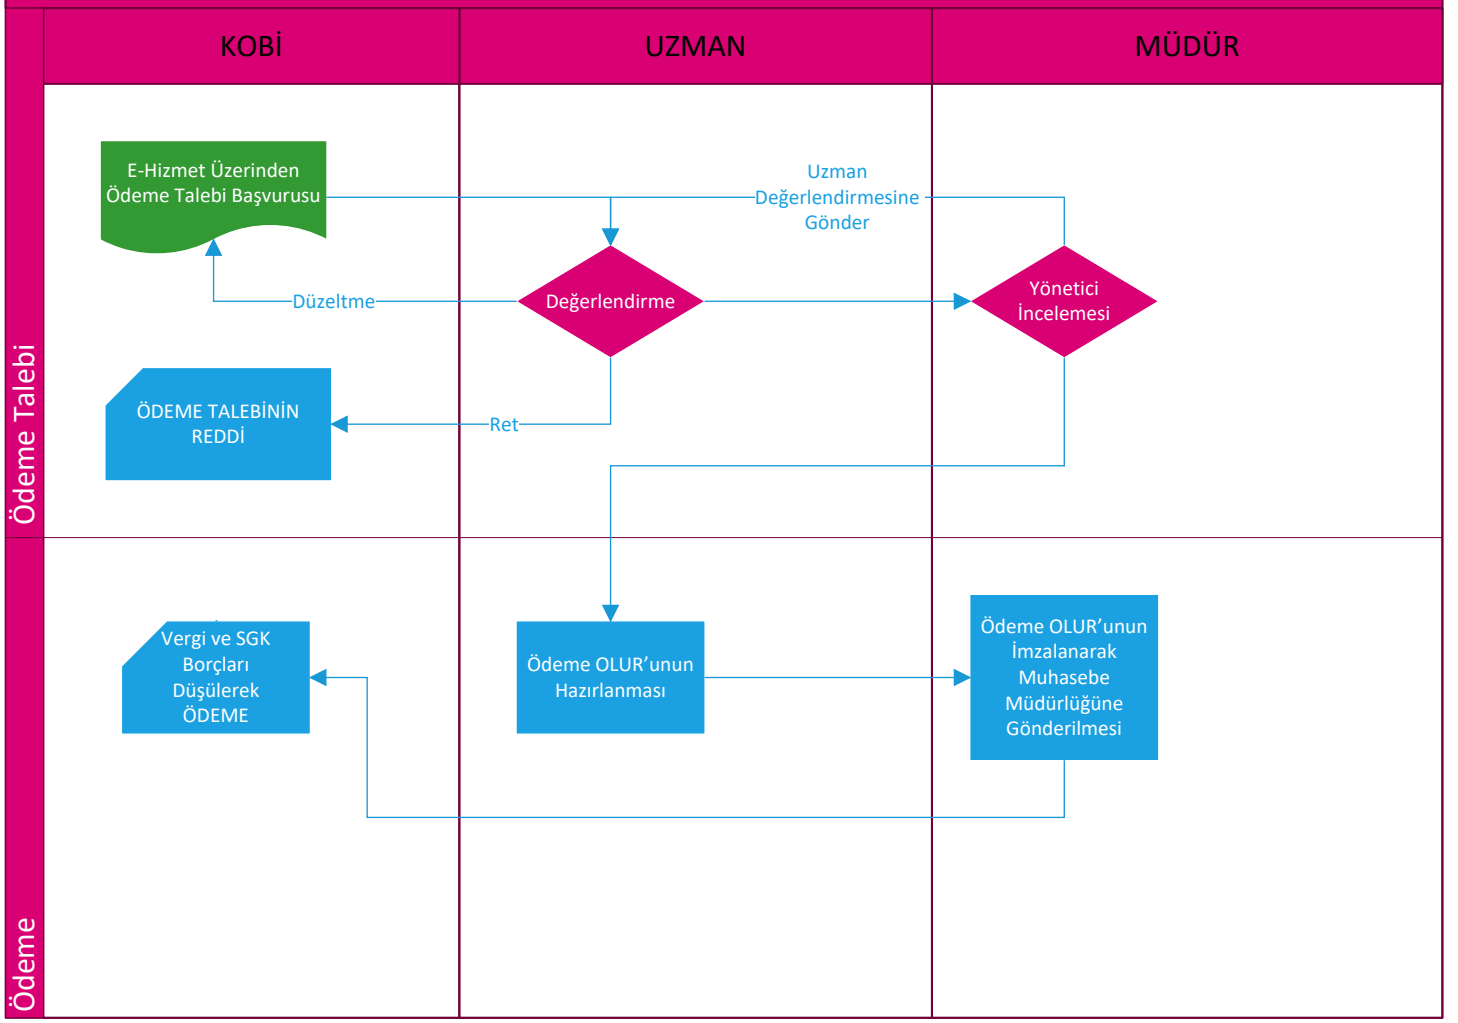 KOBİ
UZMAN
MÜDÜR
Ödeme Talebi
E-Hizmet Üzerinden
Ödeme Talebi Başvurusu
Uzman
Değerlendirmesine
Gönder
Düzeltme
Değerlendirme
Yönetici
İncelemesi
ÖDEME TALEBİNİN
REDDİ
Ret
Ödeme
Vergi ve SGK
Borçları
Düşülerek
ÖDEME
Ödeme OLUR’unun
Hazırlanması
Ödeme OLUR’unun
İmzalanarak
Muhasebe
Müdürlüğüne
Gönderilmesi